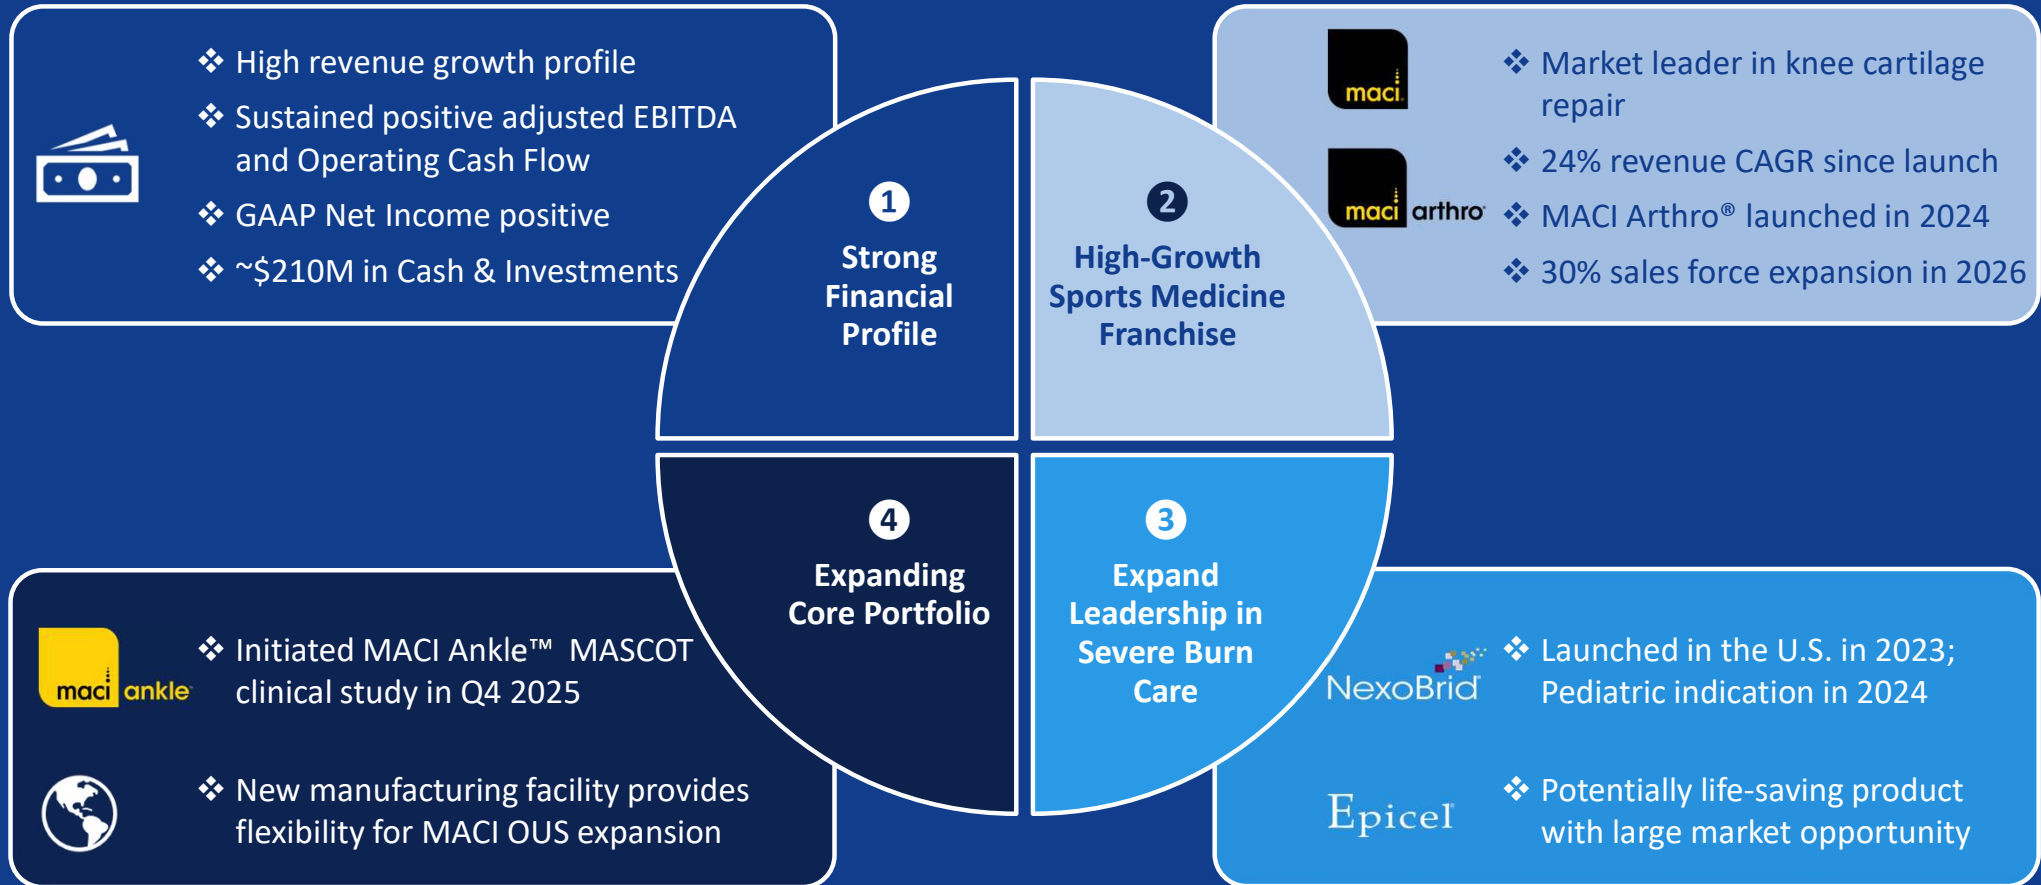 ❖ High revenue growth profile
❖ Sustained positive adjusted EBITDA
and Operating Cash Flow
❖ GAAP Net Income positive
❖ ~$210M in Cash & Investments
❶
Strong
Financial
Profile
❷
High-Growth
Sports Medicine
Franchise
maci
maci arthro
❖ Market leader in knee cartilage
repair
❖ 24% revenue CAGR since launch
❖ MACI Arthro® launched in 2024
❖ 30% sales force expansion in 2026
❹
Expanding
Core Portfolio
❸
Expand
Leadership in
Severe Burn
Care
maci ankle
❖ Initiated MACI Ankle™ MASCOT
clinical study in Q4 2025
❖ New manufacturing facility provides
flexibility for MACI OUS expansion
NexoBrid
❖ Launched in the U.S. in 2023;
Pediatric indication in 2024
Epicel
❖ Potentially life-saving product
with large market opportunity